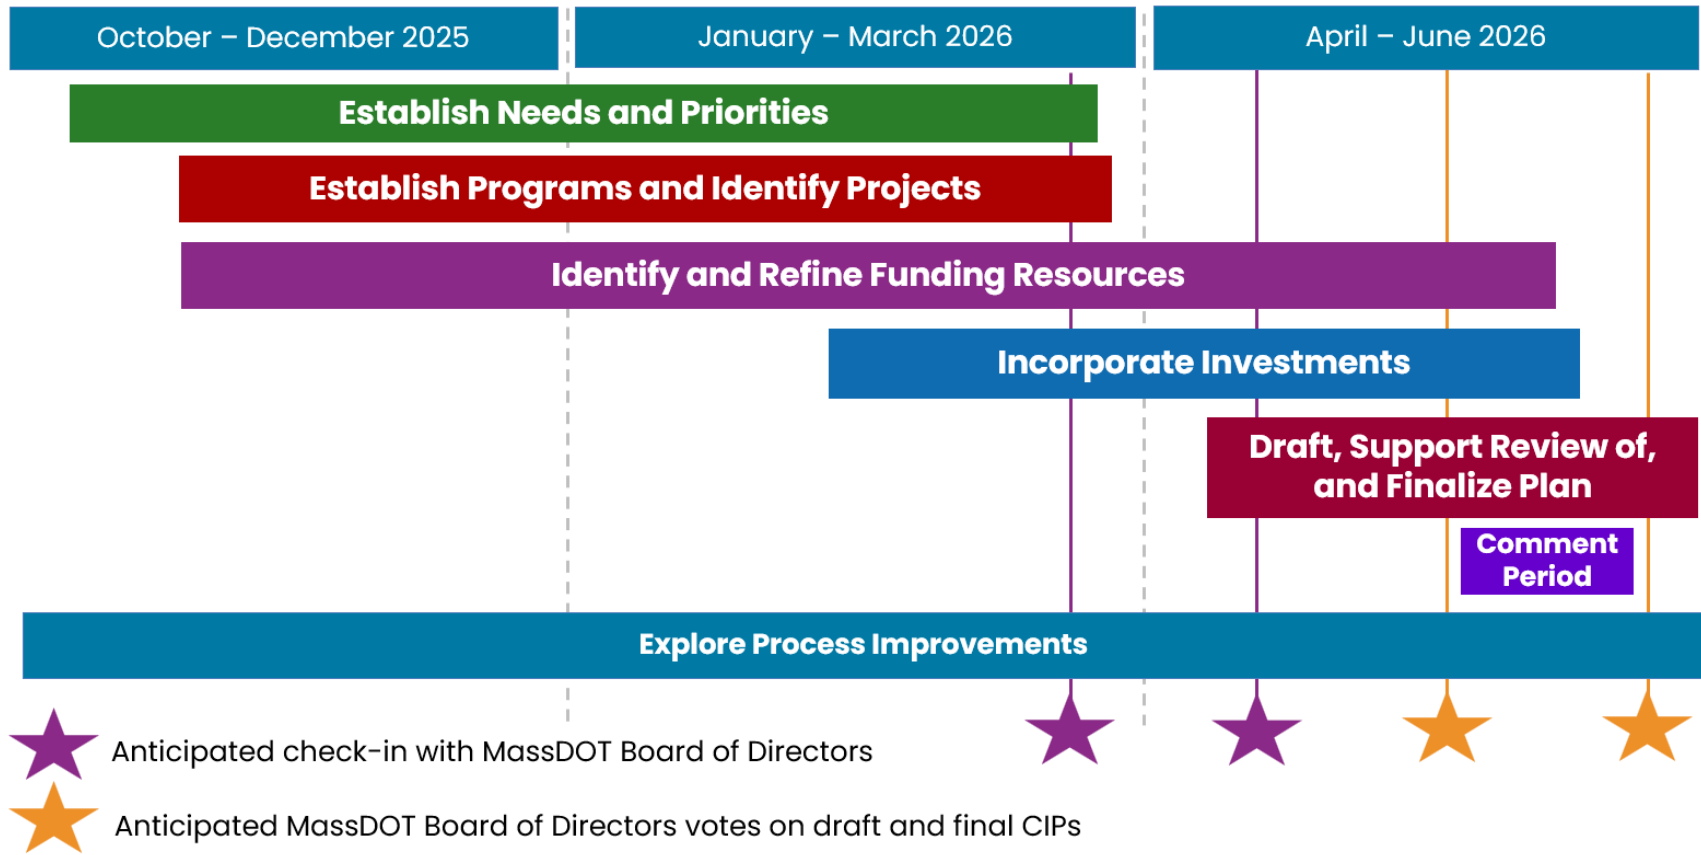 October – December 2025
January – March 2026
April – June 2026
Establish Needs and Priorities
Establish Programs and Identify Projects
Identify and Refine Funding Resources
Incorporate Investments
Draft, Support Review of,
and Finalize Plan
Comment
Period
Explore Process Improvements
Anticipated check-in with MassDOT Board of Directors
Anticipated MassDOT Board of Directors votes on draft and final CIPs